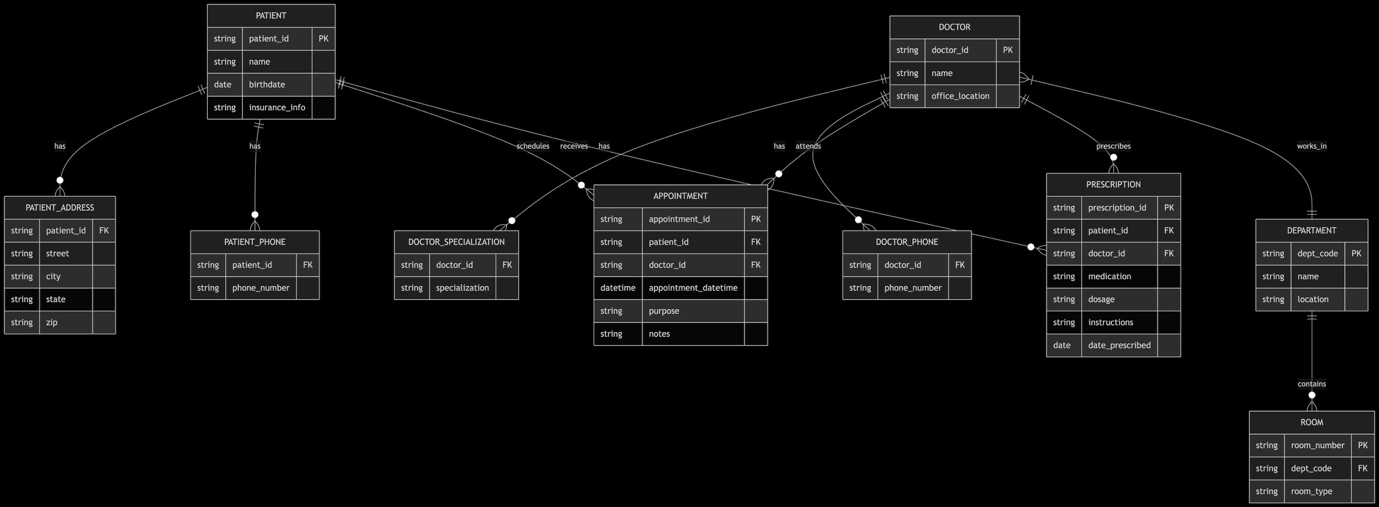 PATIENT
string patient_id PK
string name
date birthdate
string insurance_info
DOCTOR
string doctor_id PK
string name
string office_location
has
has
schedules
receives
has
has
attends
prescribes
works_in
PATIENT_ADDRESS
string patient_id FK
string street
string city
string state
string zip
PATIENT_PHONE
string patient_id FK
string phone_number
DOCTOR_SPECIALIZATION
string doctor_id FK
string specialization
APPOINTMENT
string appointment_id PK
string patient_id FK
string doctor_id FK
datetime appointment_datetime
string purpose
string notes
DOCTOR_PHONE
string doctor_id FK
string phone_number
PRESCRIPTION
string prescription_id PK
string patient_id FK
string doctor_id FK
string medication
string dosage
string instructions
date date_prescribed
DEPARTMENT
string dept_code PK
string name
string location
contains
ROOM
string room_number PK
string dept_code FK
string room_type